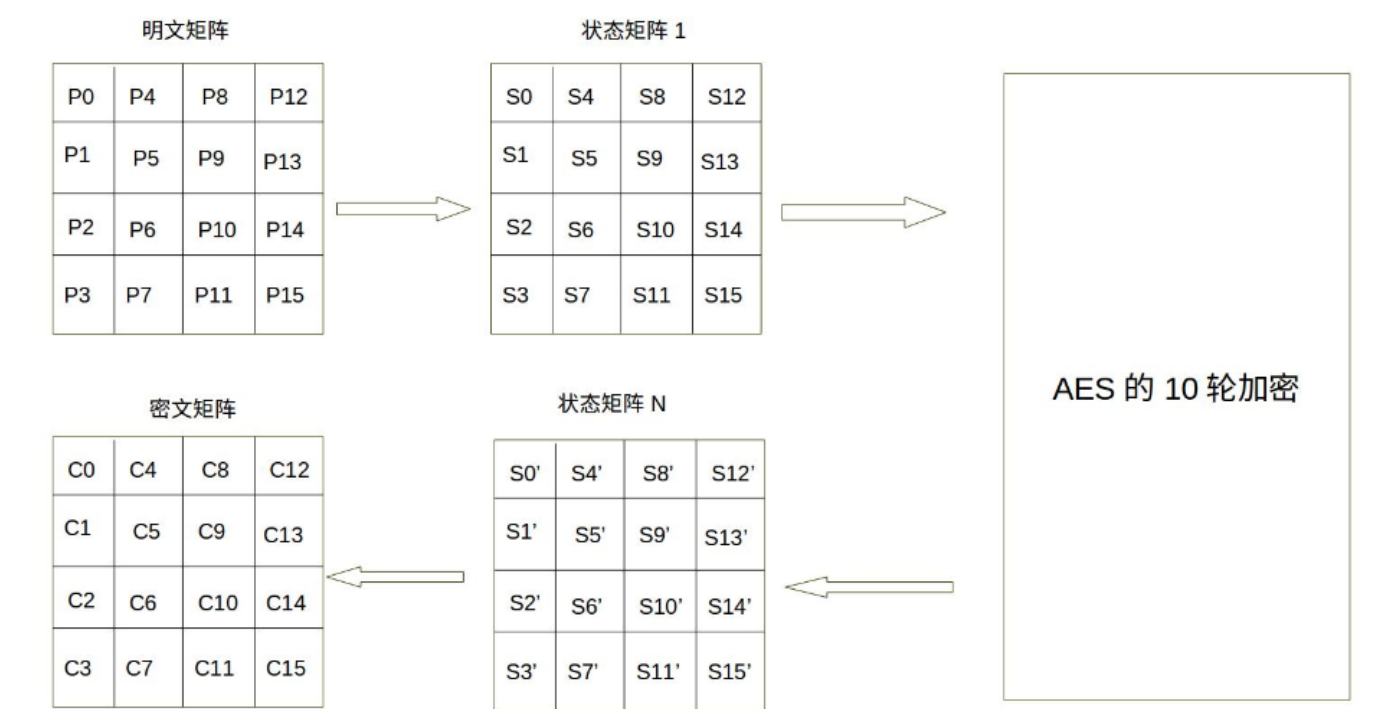 明文矩阵
P0 P4 P8 P12
P1 P5 P9 P13
P2 P6 P10 P14
P3 P7 P11 P15
状态矩阵 1
S0 S4 S8 S12
S1 S5 S9 S13
S2 S6 S10 S14
S3 S7 S11 S15
AES 的 10 轮加密
状态矩阵 N
S0’ S4’ S8’ S12’
S1’ S5’ S9’ S13’
S2’ S6’ S10’ S14’
S3’ S7’ S11’ S15’
密文矩阵
C0 C4 C8 C12
C1 C5 C9 C13
C2 C6 C10 C14
C3 C7 C11 C15